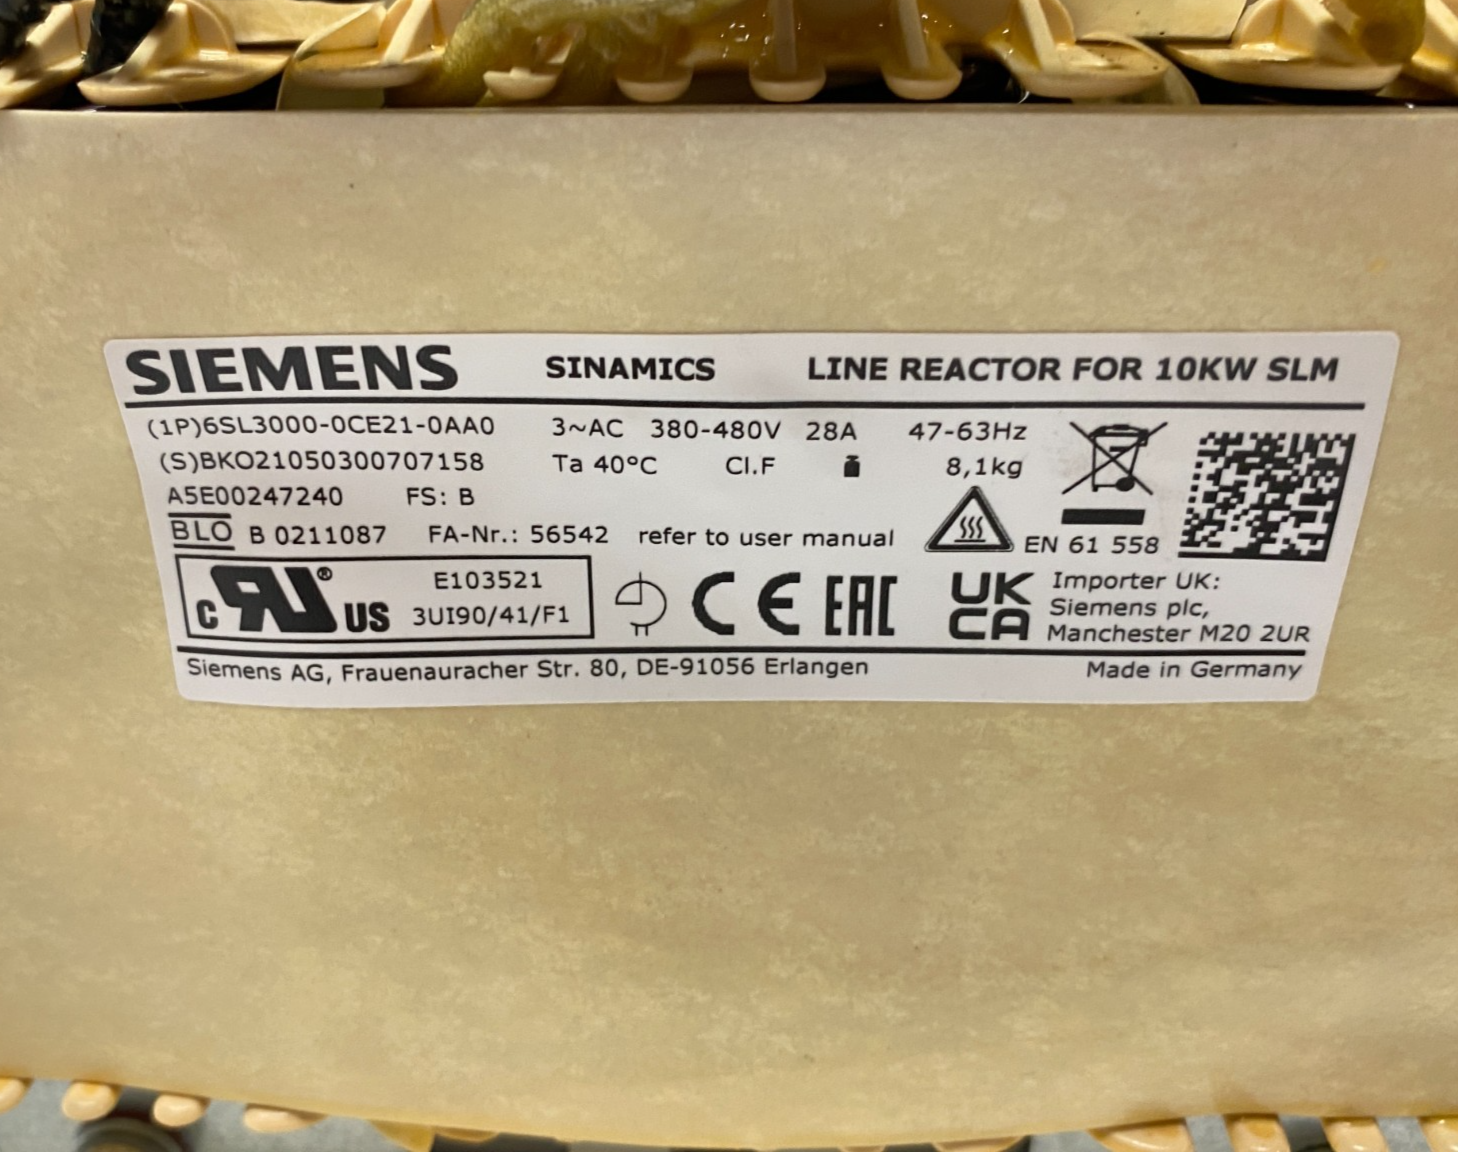 SIEMENS SINAMICS LINE REACTOR FOR 10KW SLM
(1P)6SL3000-0CE21-0AA0 3~AC 380-480V 28A 47-63Hz
(S)BKO21050300707158 Ta 40°C Cl.F 8,1kg
A5E00247240 FS: B
BLO B 0211087 FA-Nr.: 56542 refer to user manual EN 61 558
c RU® US E103521
3UI90/41/F1
CE EAC UK CA
Importer UK:
Siemens plc,
Manchester M20 2UR
Siemens AG, Frauenauracher Str. 80, DE-91056 Erlangen Made in Germany